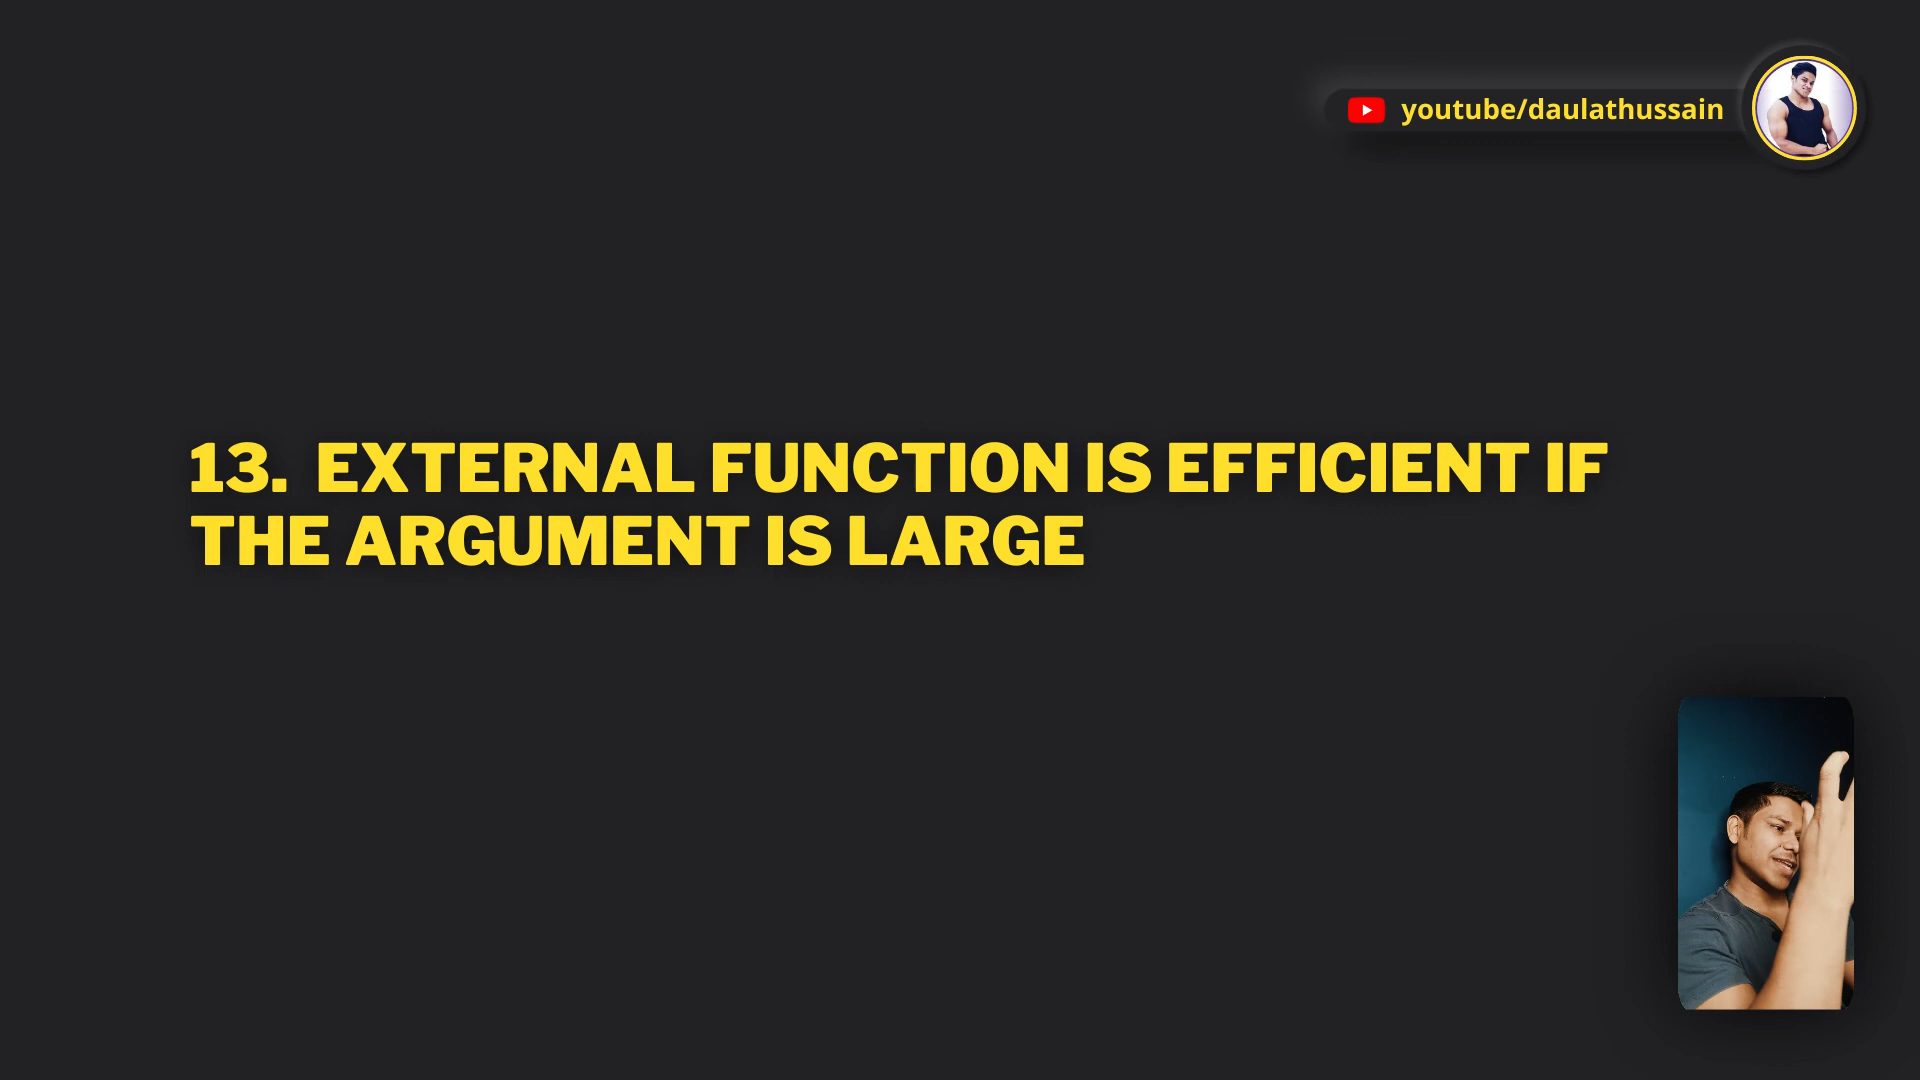 youtube/daulathussain
13. EXTERNAL FUNCTION IS EFFICIENT IF
THE ARGUMENT IS LARGE